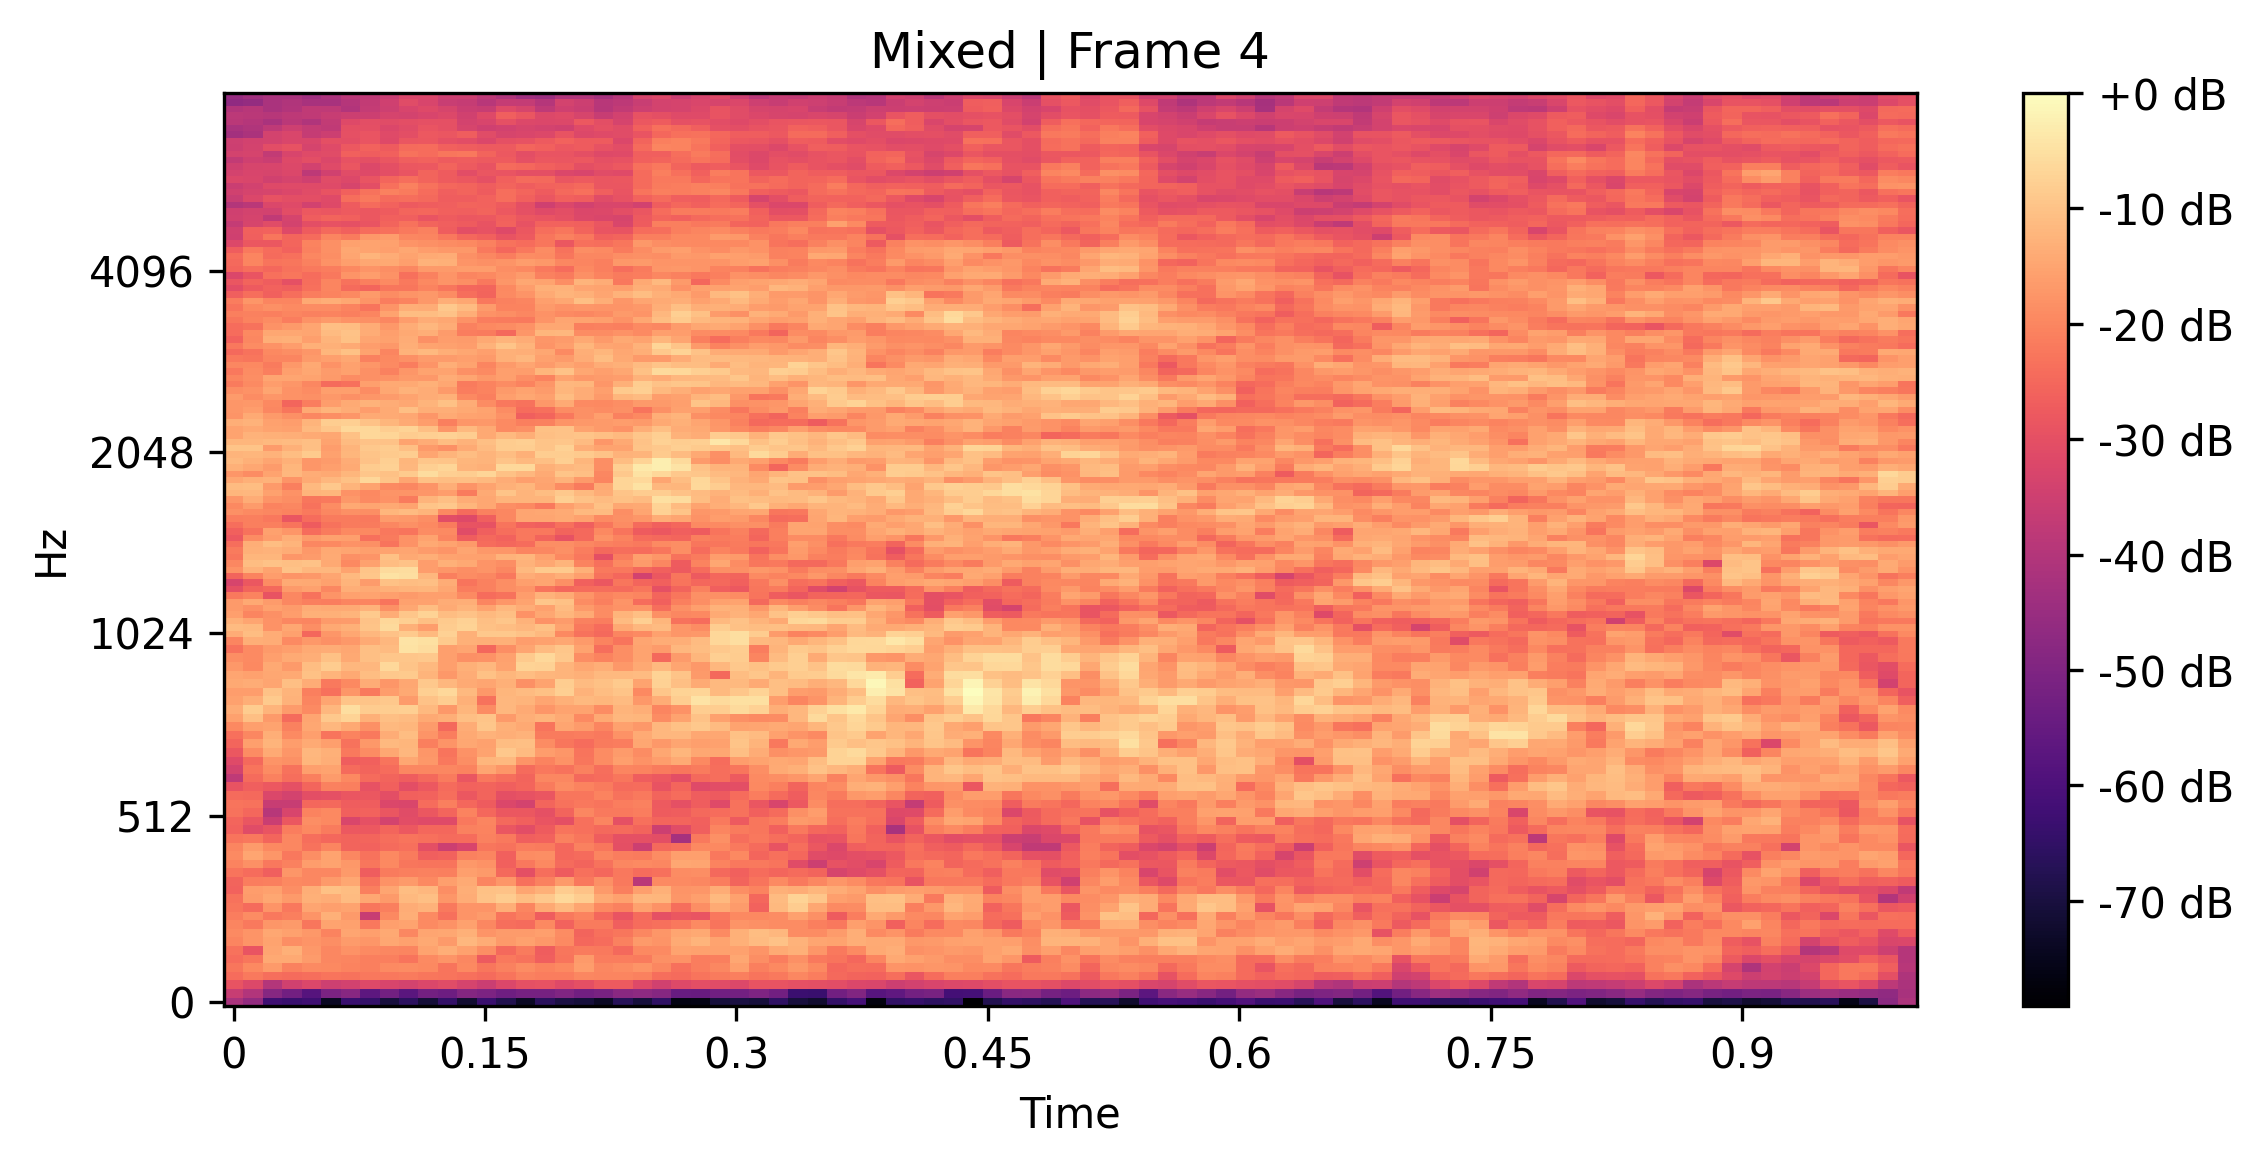 Mixed | Frame 4
Hz
4096
2048
1024
512
0
0 0.15 0.3 0.45 0.6 0.75 0.9
Time
+0 dB
-10 dB
-20 dB
-30 dB
-40 dB
-50 dB
-60 dB
-70 dB